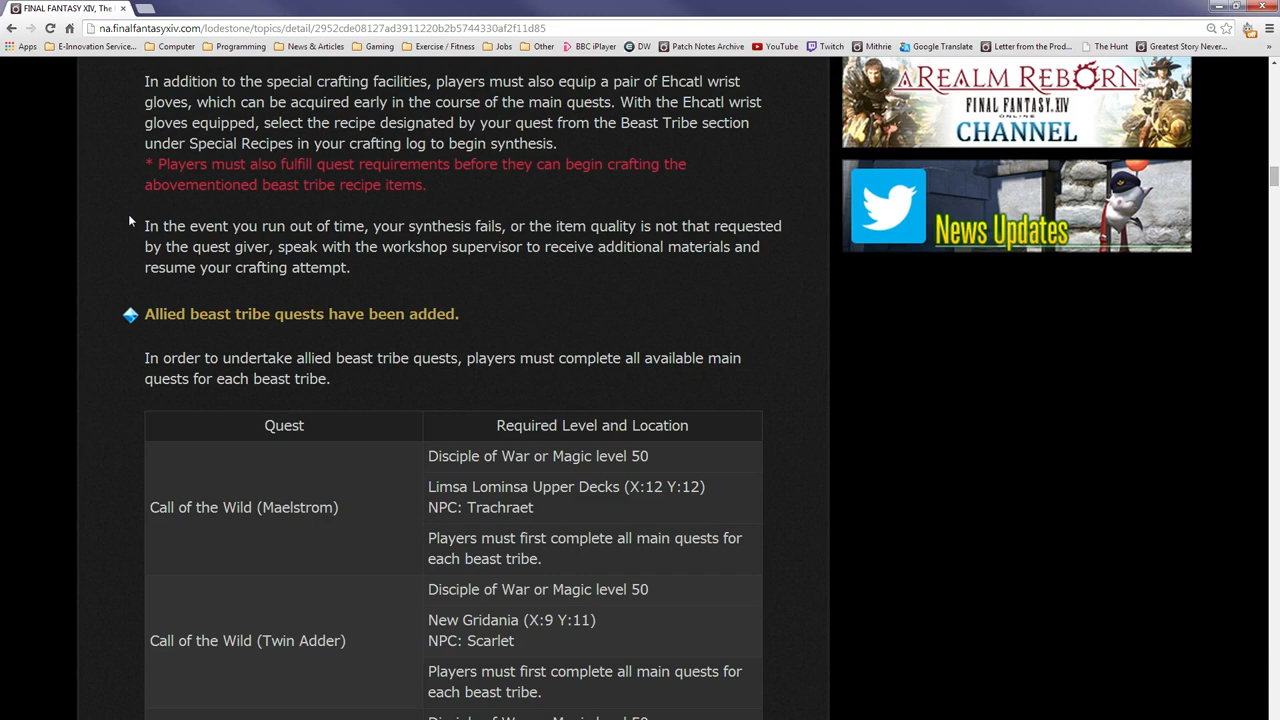 FINAL FANTASY XIV, The
na.finalfantasyxiv.com/lodestone/topics/detail/2952cde08127ad3911220b2b5744330af2f11d85
Apps
E-Innovation Service...
Computer
Programming
News & Articles
Gaming
Exercise / Fitness
Jobs
Other
BBC iPlayer
DW
Patch Notes Archive
YouTube
Twitch
Mithrie
Google Translate
Letter from the Prod...
The Hunt
Greatest Story Never...
In addition to the special crafting facilities, players must also equip a pair of Ehcatl wrist
gloves, which can be acquired early in the course of the main quests. With the Ehcatl wrist
gloves equipped, select the recipe designated by your quest from the Beast Tribe section
under Special Recipes in your crafting log to begin synthesis.
* Players must also fulfill quest requirements before they can begin crafting the
abovementioned beast tribe recipe items.
In the event you run out of time, your synthesis fails, or the item quality is not that requested
by the quest giver, speak with the workshop supervisor to receive additional materials and
resume your crafting attempt.
Allied beast tribe quests have been added.
In order to undertake allied beast tribe quests, players must complete all available main
quests for each beast tribe.
Quest
Required Level and Location
Call of the Wild (Maelstrom)
Disciple of War or Magic level 50
Limsa Lominsa Upper Decks (X:12 Y:12)
NPC: Trachraet
Players must first complete all main quests for
each beast tribe.
Call of the Wild (Twin Adder)
Disciple of War or Magic level 50
New Gridania (X:9 Y:11)
NPC: Scarlet
Players must first complete all main quests for
each beast tribe.
Disciple of War or Magic level 50
A REALM REBORN
FINAL FANTASY XIV
ONLINE
CHANNEL
News Updates